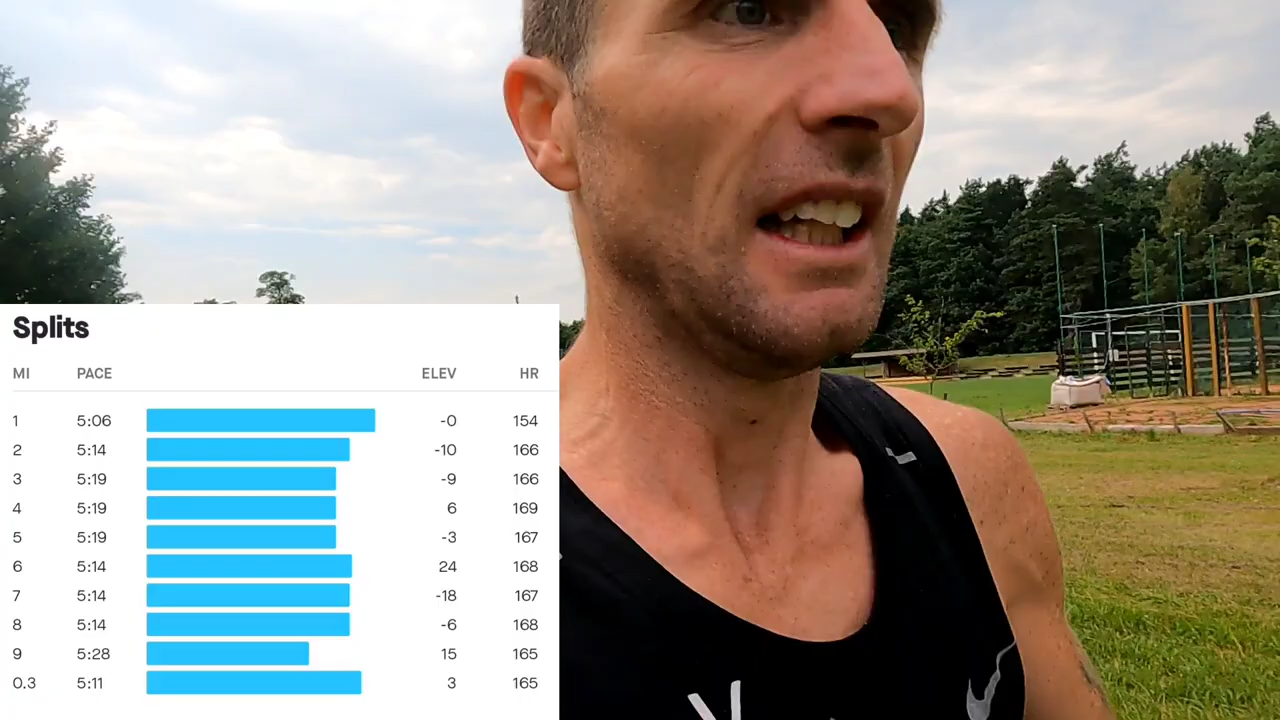 Splits
MI PACE ELEV HR
1 5:06 -0 154
2 5:14 -10 166
3 5:19 -9 166
4 5:19 6 169
5 5:19 -3 167
6 5:14 24 168
7 5:14 -18 167
8 5:14 -6 168
9 5:28 15 165
0.3 5:11 3 165